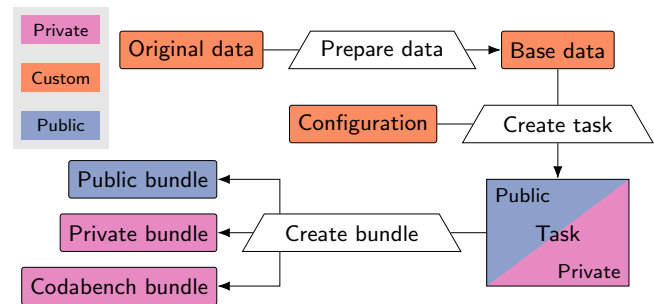 Private
Custom
Public
Original data
Prepare data
Base data
Configuration
Create task
Public bundle
Private bundle
Codabench bundle
Create bundle
Public
Task
Private